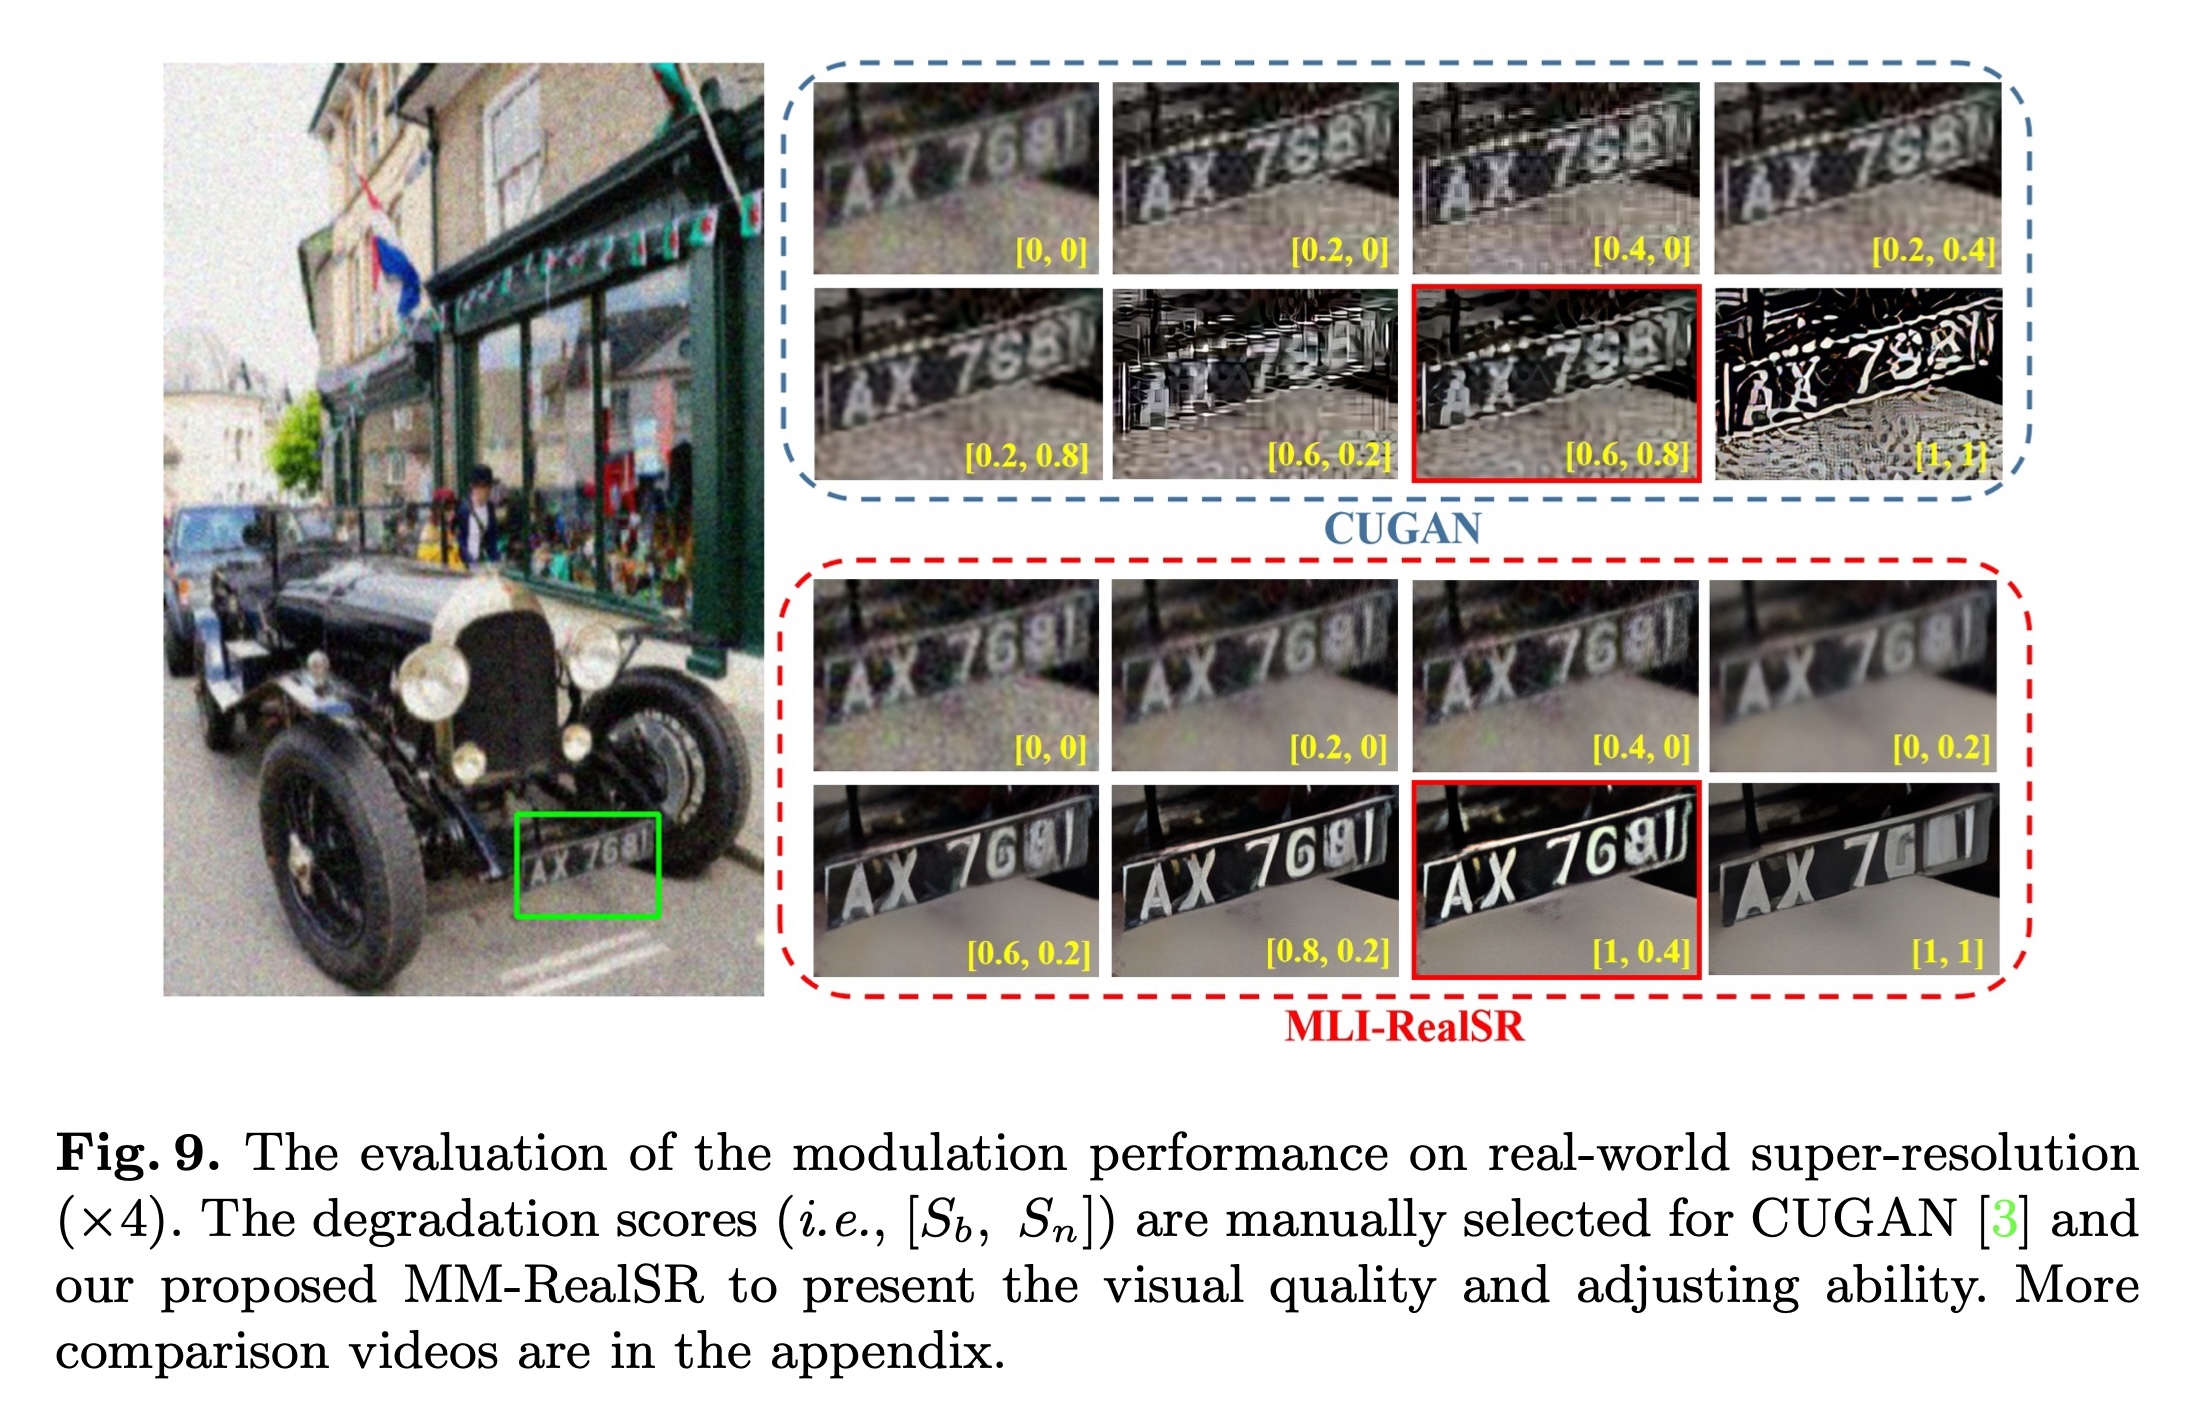 AX 7681
[0, 0]
[0.2, 0]
[0.4, 0]
[0.2, 0.4]
[0.2, 0.8]
[0.6, 0.2]
[0.6, 0.8]
[1, 1]
CUGAN
[0, 0]
[0.2, 0]
[0.4, 0]
[0, 0.2]
[0.6, 0.2]
[0.8, 0.2]
[1, 0.4]
[1, 1]
MLI-RealSR
Fig. 9. The evaluation of the modulation performance on real-world super-resolution
(×4). The degradation scores (i.e., [S_b, S_n]) are manually selected for CUGAN [3] and
our proposed MM-RealSR to present the visual quality and adjusting ability. More
comparison videos are in the appendix.